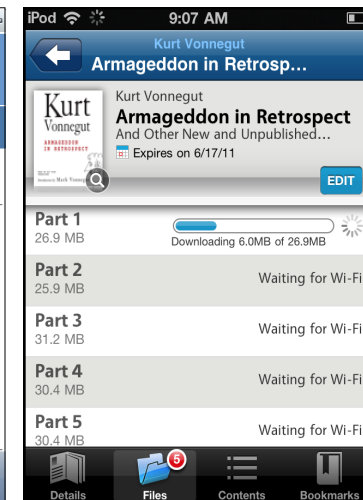 iPod 9:07 AM
Kurt Vonnegut
Armageddon in Retrosp...
Kurt
Vonnegut
ARMAGEDDON
IN RETROSPECT
Kurt Vonnegut
Armageddon in Retrospect
And Other New and Unpublished...
Expires on 6/17/11
EDIT
Part 1
26.9 MB
Downloading 6.0MB of 26.9MB
Part 2
25.9 MB
Waiting for Wi-Fi
Part 3
31.2 MB
Waiting for Wi-Fi
Part 4
30.4 MB
Waiting for Wi-Fi
Part 5
30.4 MB
Waiting for Wi-Fi
5
Details
Files
Contents
Bookmarks